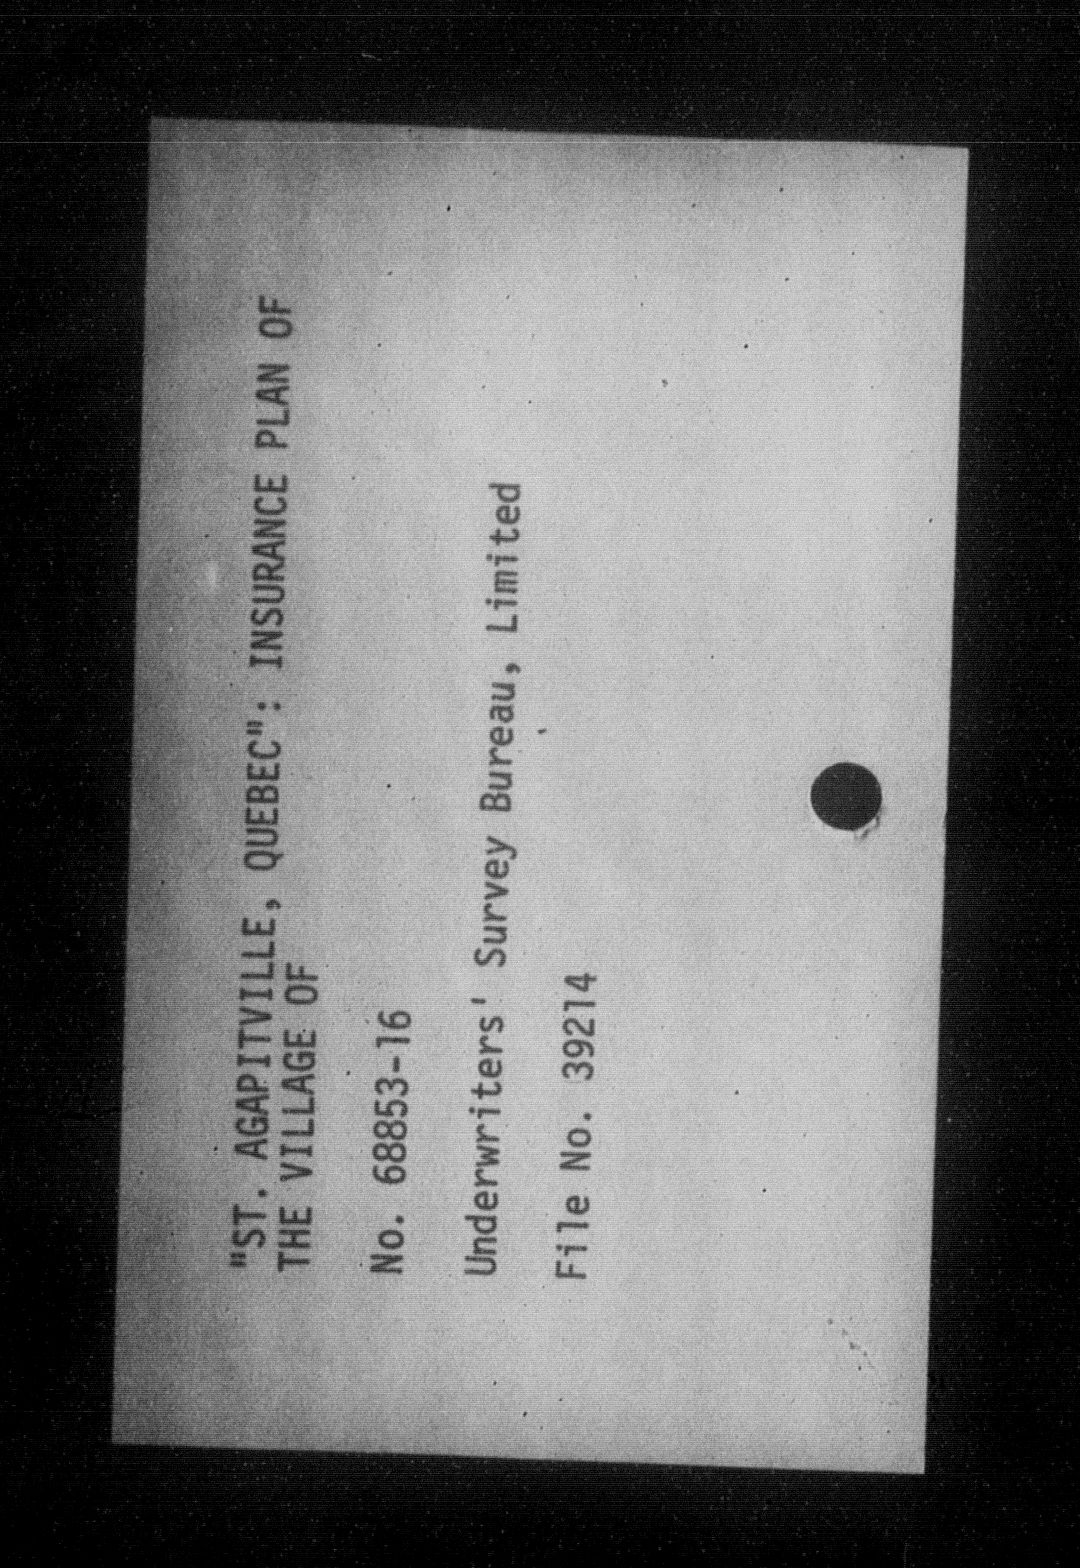 "ST. AGAPITVILLE, QUEBEC": INSURANCE PLAN OF
THE VILLAGE OF
No. 68853-16
Underwriters' Survey Bureau, Limited
File No. 39214